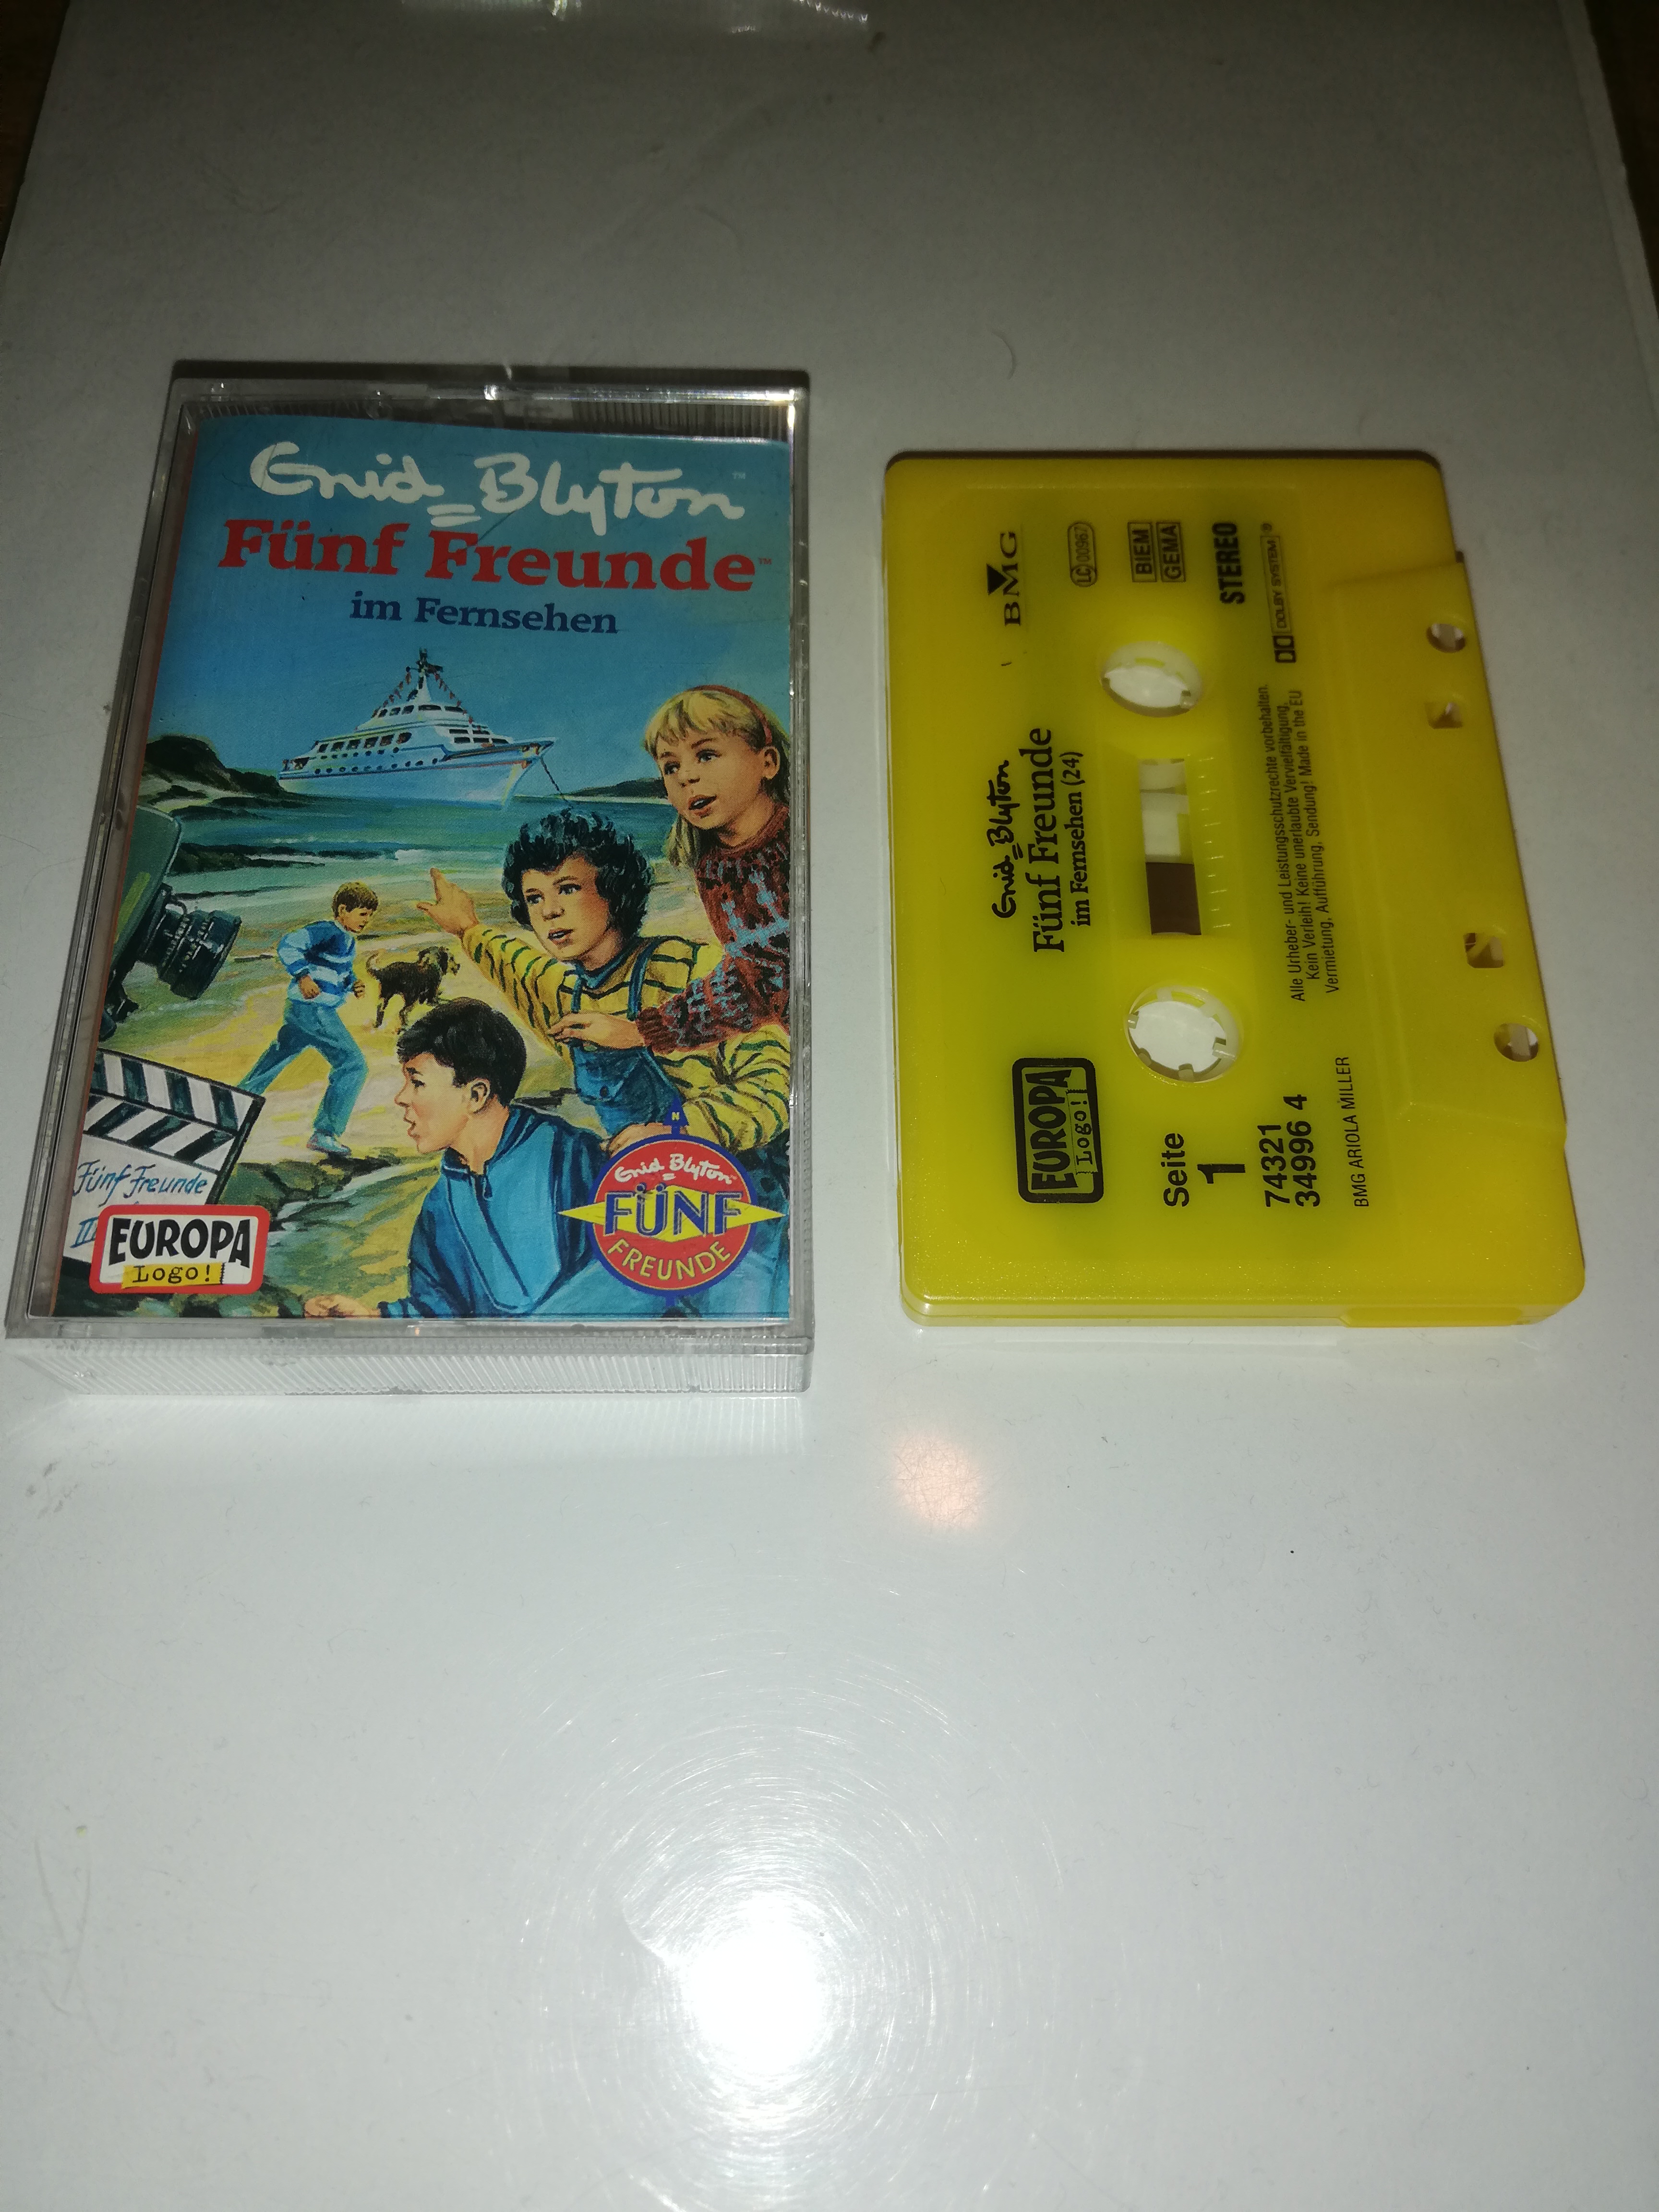 Enid Blyton™
Fünf Freunde™
im Fernsehen
Fünf Freunde
EUROPA
Logo!
N
Enid Blyton
FÜNF
FREUNDE
Enid Blyton
Fünf Freunde
im Fernsehen (24)
BMG
LC 00967
BIEM
GEMA
STEREO
DOLBY SYSTEM®
EUROPA
Logo!
Seite
1
74321
34996 4
BMG ARIOLA MILLER
Alle Urheber- und Leistungsschutzrechte vorbehalten.
Kein Verleih! Keine unerlaubte Vervielfältigung,
Vermietung, Aufführung, Sendung! Made in the EU